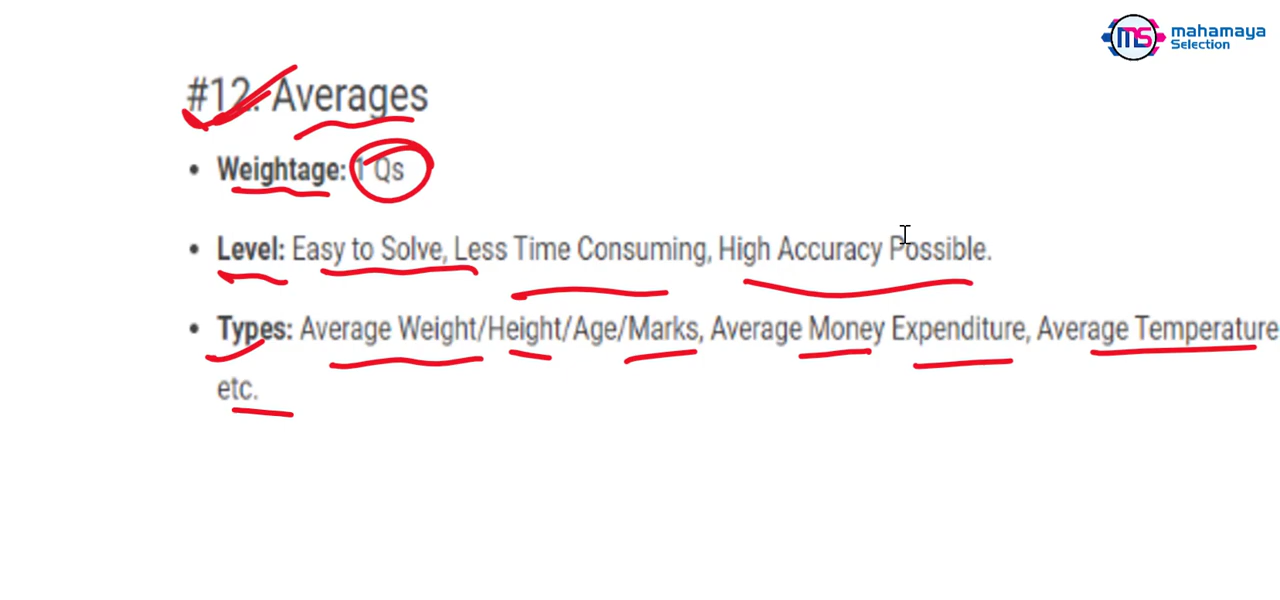 mahamaya
Selection
#12. Averages
• Weightage: 1 Qs
• Level: Easy to Solve, Less Time Consuming, High Accuracy Possible.
• Types: Average Weight/Height/Age/Marks, Average Money Expenditure, Average Temperature
etc.